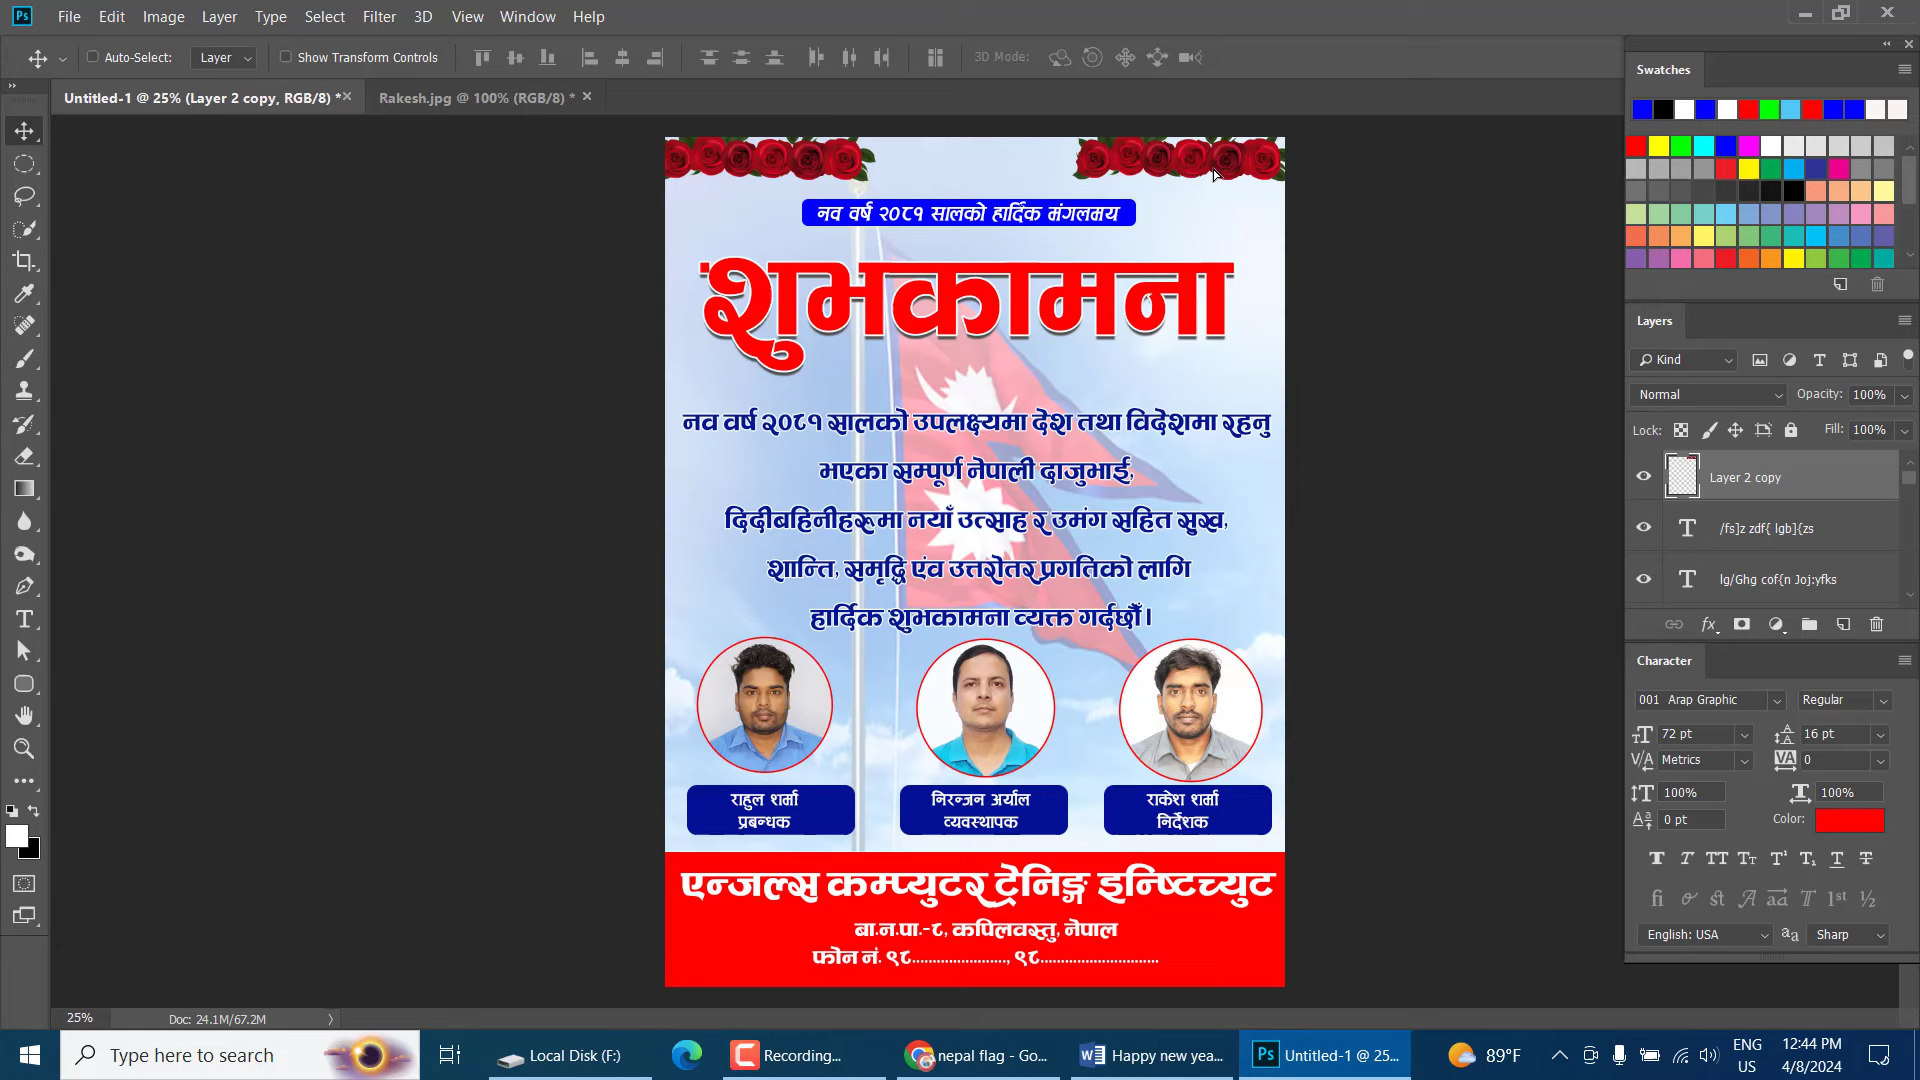 File Edit Image Layer Type Select Filter 3D View Window Help
Auto-Select: Layer Show Transform Controls 3D Mode:
Untitled-1 @ 25% (Layer 2 copy, RGB/8) * Rakesh.jpg @ 100% (RGB/8) *
नव वर्ष २०८१ सालको हार्दिक मंगलमय
शुभकामना
नव वर्ष २०८१ सालको उपलक्ष्यमा देश तथा विदेशमा रहनु
भएका सम्पूर्ण नेपाली दाजुभाई,
दिदीबहिनीहरूमा नयाँ उत्साह र उमंग सहित सुख,
शान्ति, समृद्धि एंव उत्तरोतर प्रगतिको लागि
हार्दिक शुभकामना व्यक्त गर्दछौँ ।
राहुल शर्मा
प्रबन्धक
निरन्जन अर्याल
व्यवस्थापक
राकेश शर्मा
निर्देशक
एन्जल्स कम्प्युटर ट्रेनिङ्ग इन्ष्टिच्युट
बा.न.पा.-८, कपिलवस्तु, नेपाल
फोन नं. ९८......................, ९८...........................
Swatches
Layers
Kind
Normal Opacity: 100%
Lock: Fill: 100%
Layer 2 copy
/fs]z zdf{ lgb]{zs
lg/Ghg cof{n Joj:yfks
Character
001 Arap Graphic Regular
72 pt 16 pt
Metrics 0
100% 100%
0 pt Color:
English: USA Sharp
25% Doc: 24.1M/67.2M
Type here to search Local Disk (F:) Recording... nepal flag - Go... Happy new yea... Untitled-1 @ 25... 89°F ENG US 12:44 PM 4/8/2024